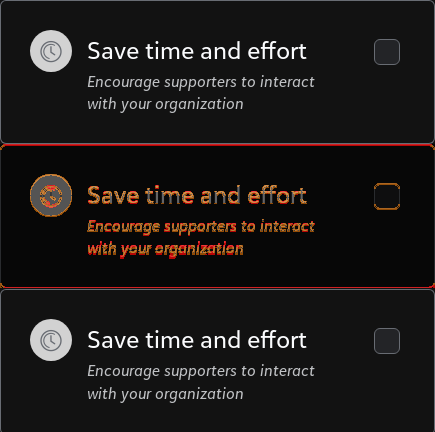 Save time and effort
Encourage supporters to interact
with your organization
Save time and effort
Encourage supporters to interact
with your organization
Save time and effort
Encourage supporters to interact
with your organization